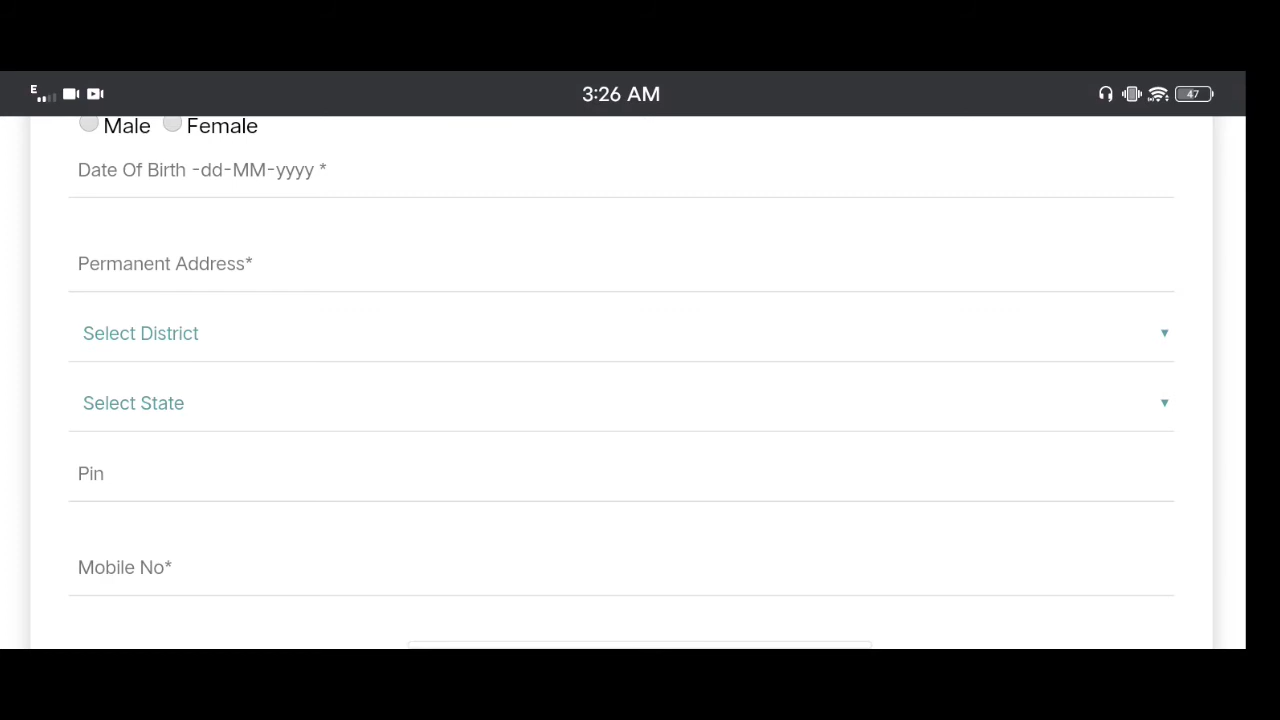 E
3:26 AM
47
Male Female
Date Of Birth -dd-MM-yyyy *
Permanent Address*
Select District
Select State
Pin
Mobile No*